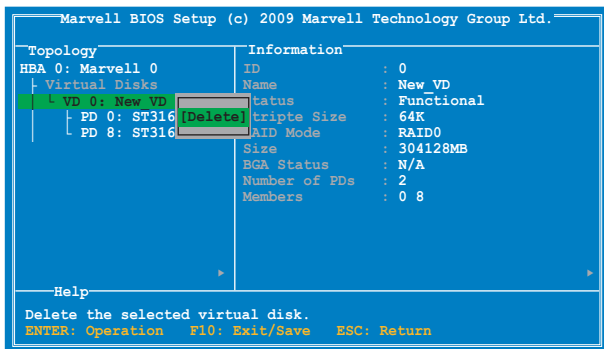 Marvell BIOS Setup (c) 2009 Marvell Technology Group Ltd.
Topology
HBA 0: Marvell 0
Virtual Disks
VD 0: New_VD
PD 0: ST316
PD 8: ST316
[Delete]
Information
ID : 0
Name : New_VD
tatus : Functional
tripte Size : 64K
AID Mode : RAID0
Size : 304128MB
BGA Status : N/A
Number of PDs : 2
Members : 0 8
Help
Delete the selected virtual disk.
ENTER: Operation F10: Exit/Save ESC: Return